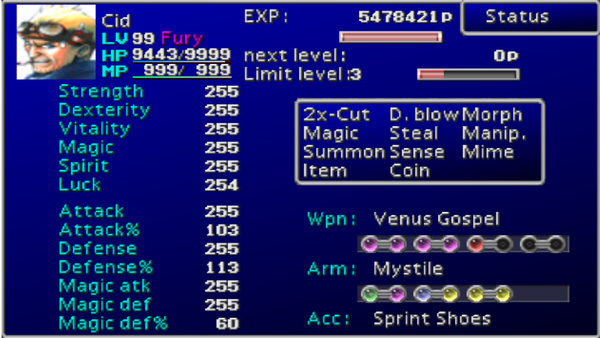 Cid
EXP: 5478421p
Status
LV 99 Fury
HP 9443/9999
next level: 0p
MP 999/ 999
Limit level:3
Strength 255
Dexterity 255
Vitality 255
Magic 255
Spirit 255
Luck 254
2x-Cut D. blow Morph
Magic Steal Manip.
Summon Sense Mime
Item Coin
Attack 255
Attack% 103
Defense 255
Defense% 113
Magic atk 255
Magic def 255
Magic def% 60
Wpn: Venus Gospel
Arm: Mystile
Acc: Sprint Shoes